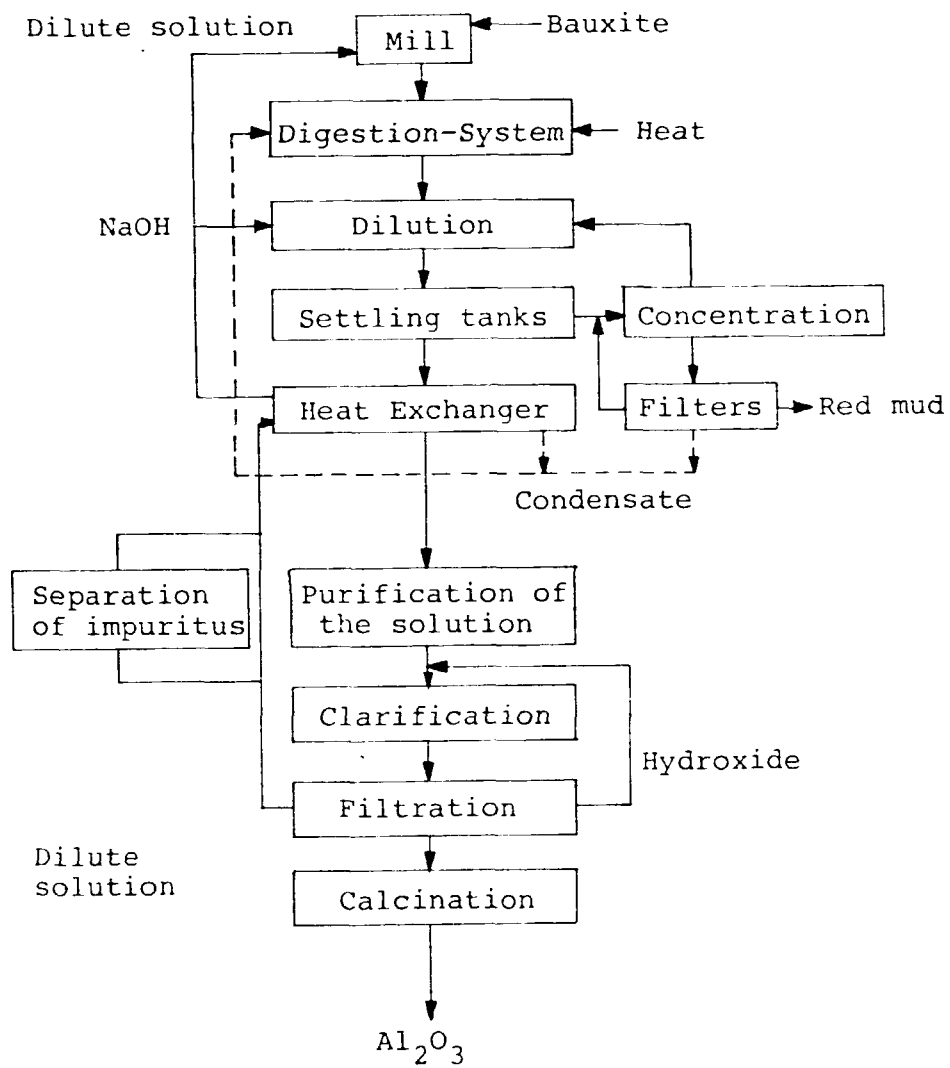 Dilute solution
Mill
Bauxite
Digestion-System
Heat
NaOH
Dilution
Settling tanks
Concentration
Heat Exchanger
Filters
Red mud
Condensate
Separation
of impuritus
Purification of
the solution
Clarification
Hydroxide
Filtration
Dilute
solution
Calcination
Al₂O₃